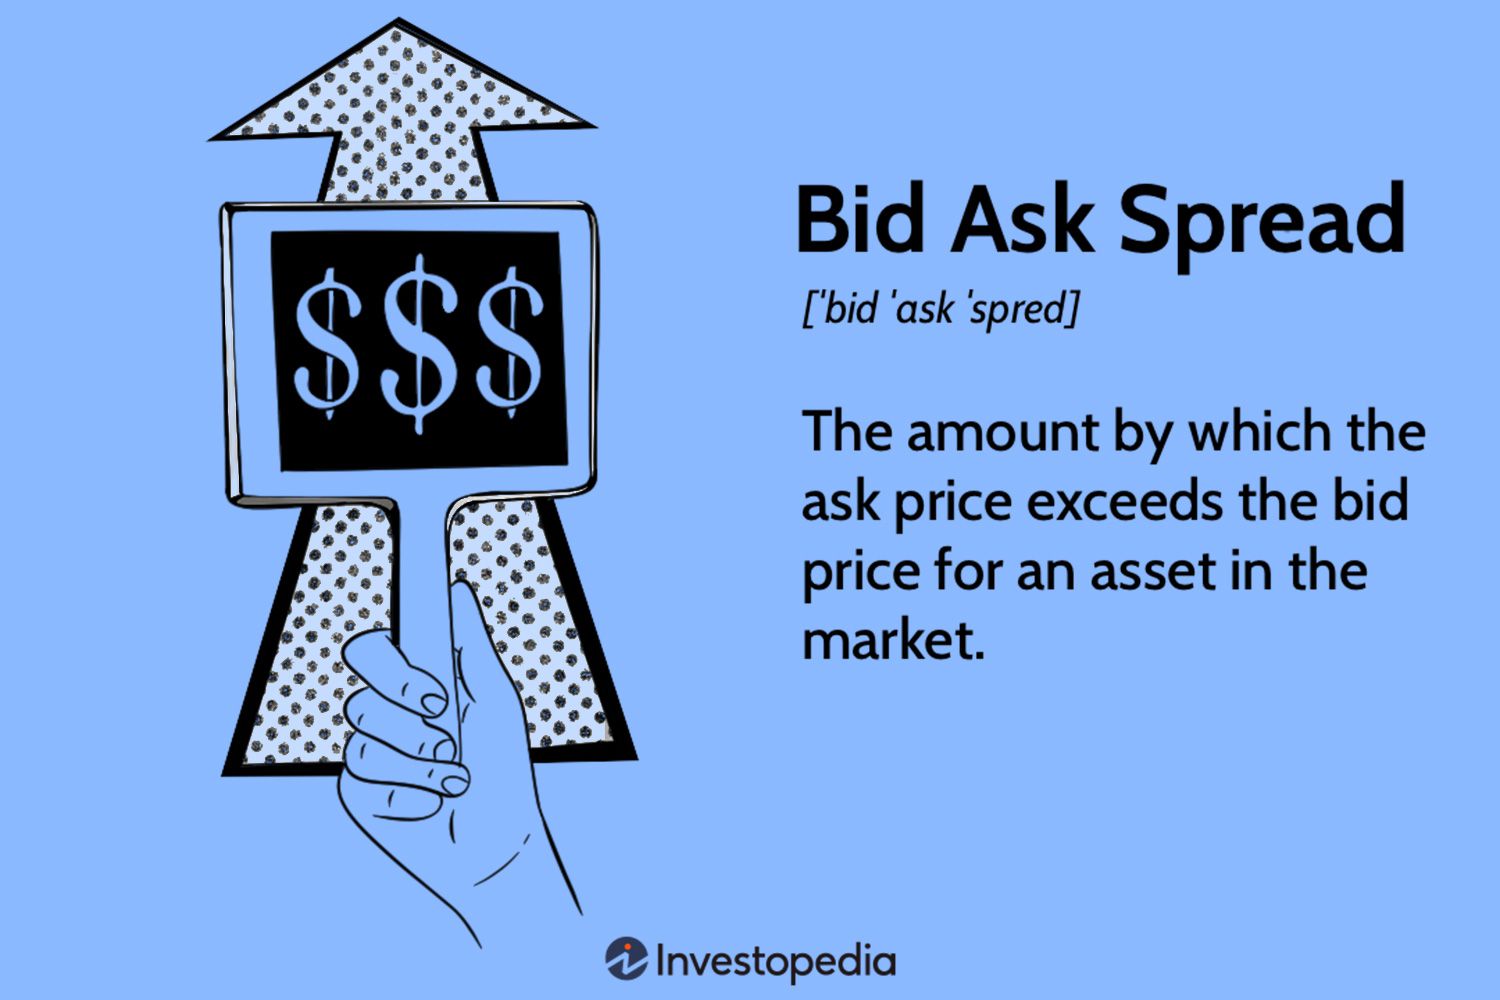 $$$
Bid Ask Spread
['bid 'ask 'spred]
The amount by which the
ask price exceeds the bid
price for an asset in the
market.
Investopedia